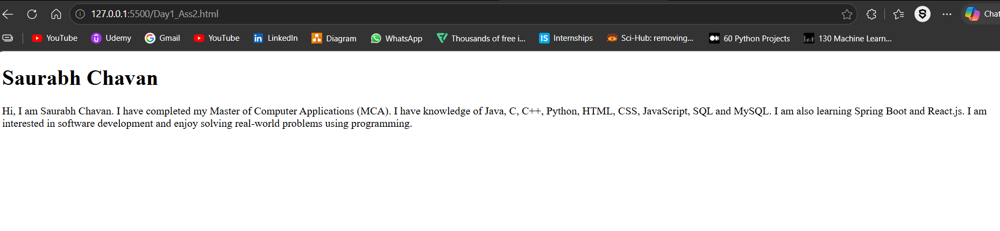 127.0.0.1:5500/Day1_Ass2.html
Chat
YouTube Udemy Gmail YouTube LinkedIn Diagram WhatsApp Thousands of free i... IS Internships Sci-Hub: removing... 60 Python Projects 130 Machine Learn...
Saurabh Chavan
Hi, I am Saurabh Chavan. I have completed my Master of Computer Applications (MCA). I have knowledge of Java, C, C++, Python, HTML, CSS, JavaScript, SQL and MySQL. I am also learning Spring Boot and React.js. I am
interested in software development and enjoy solving real-world problems using programming.